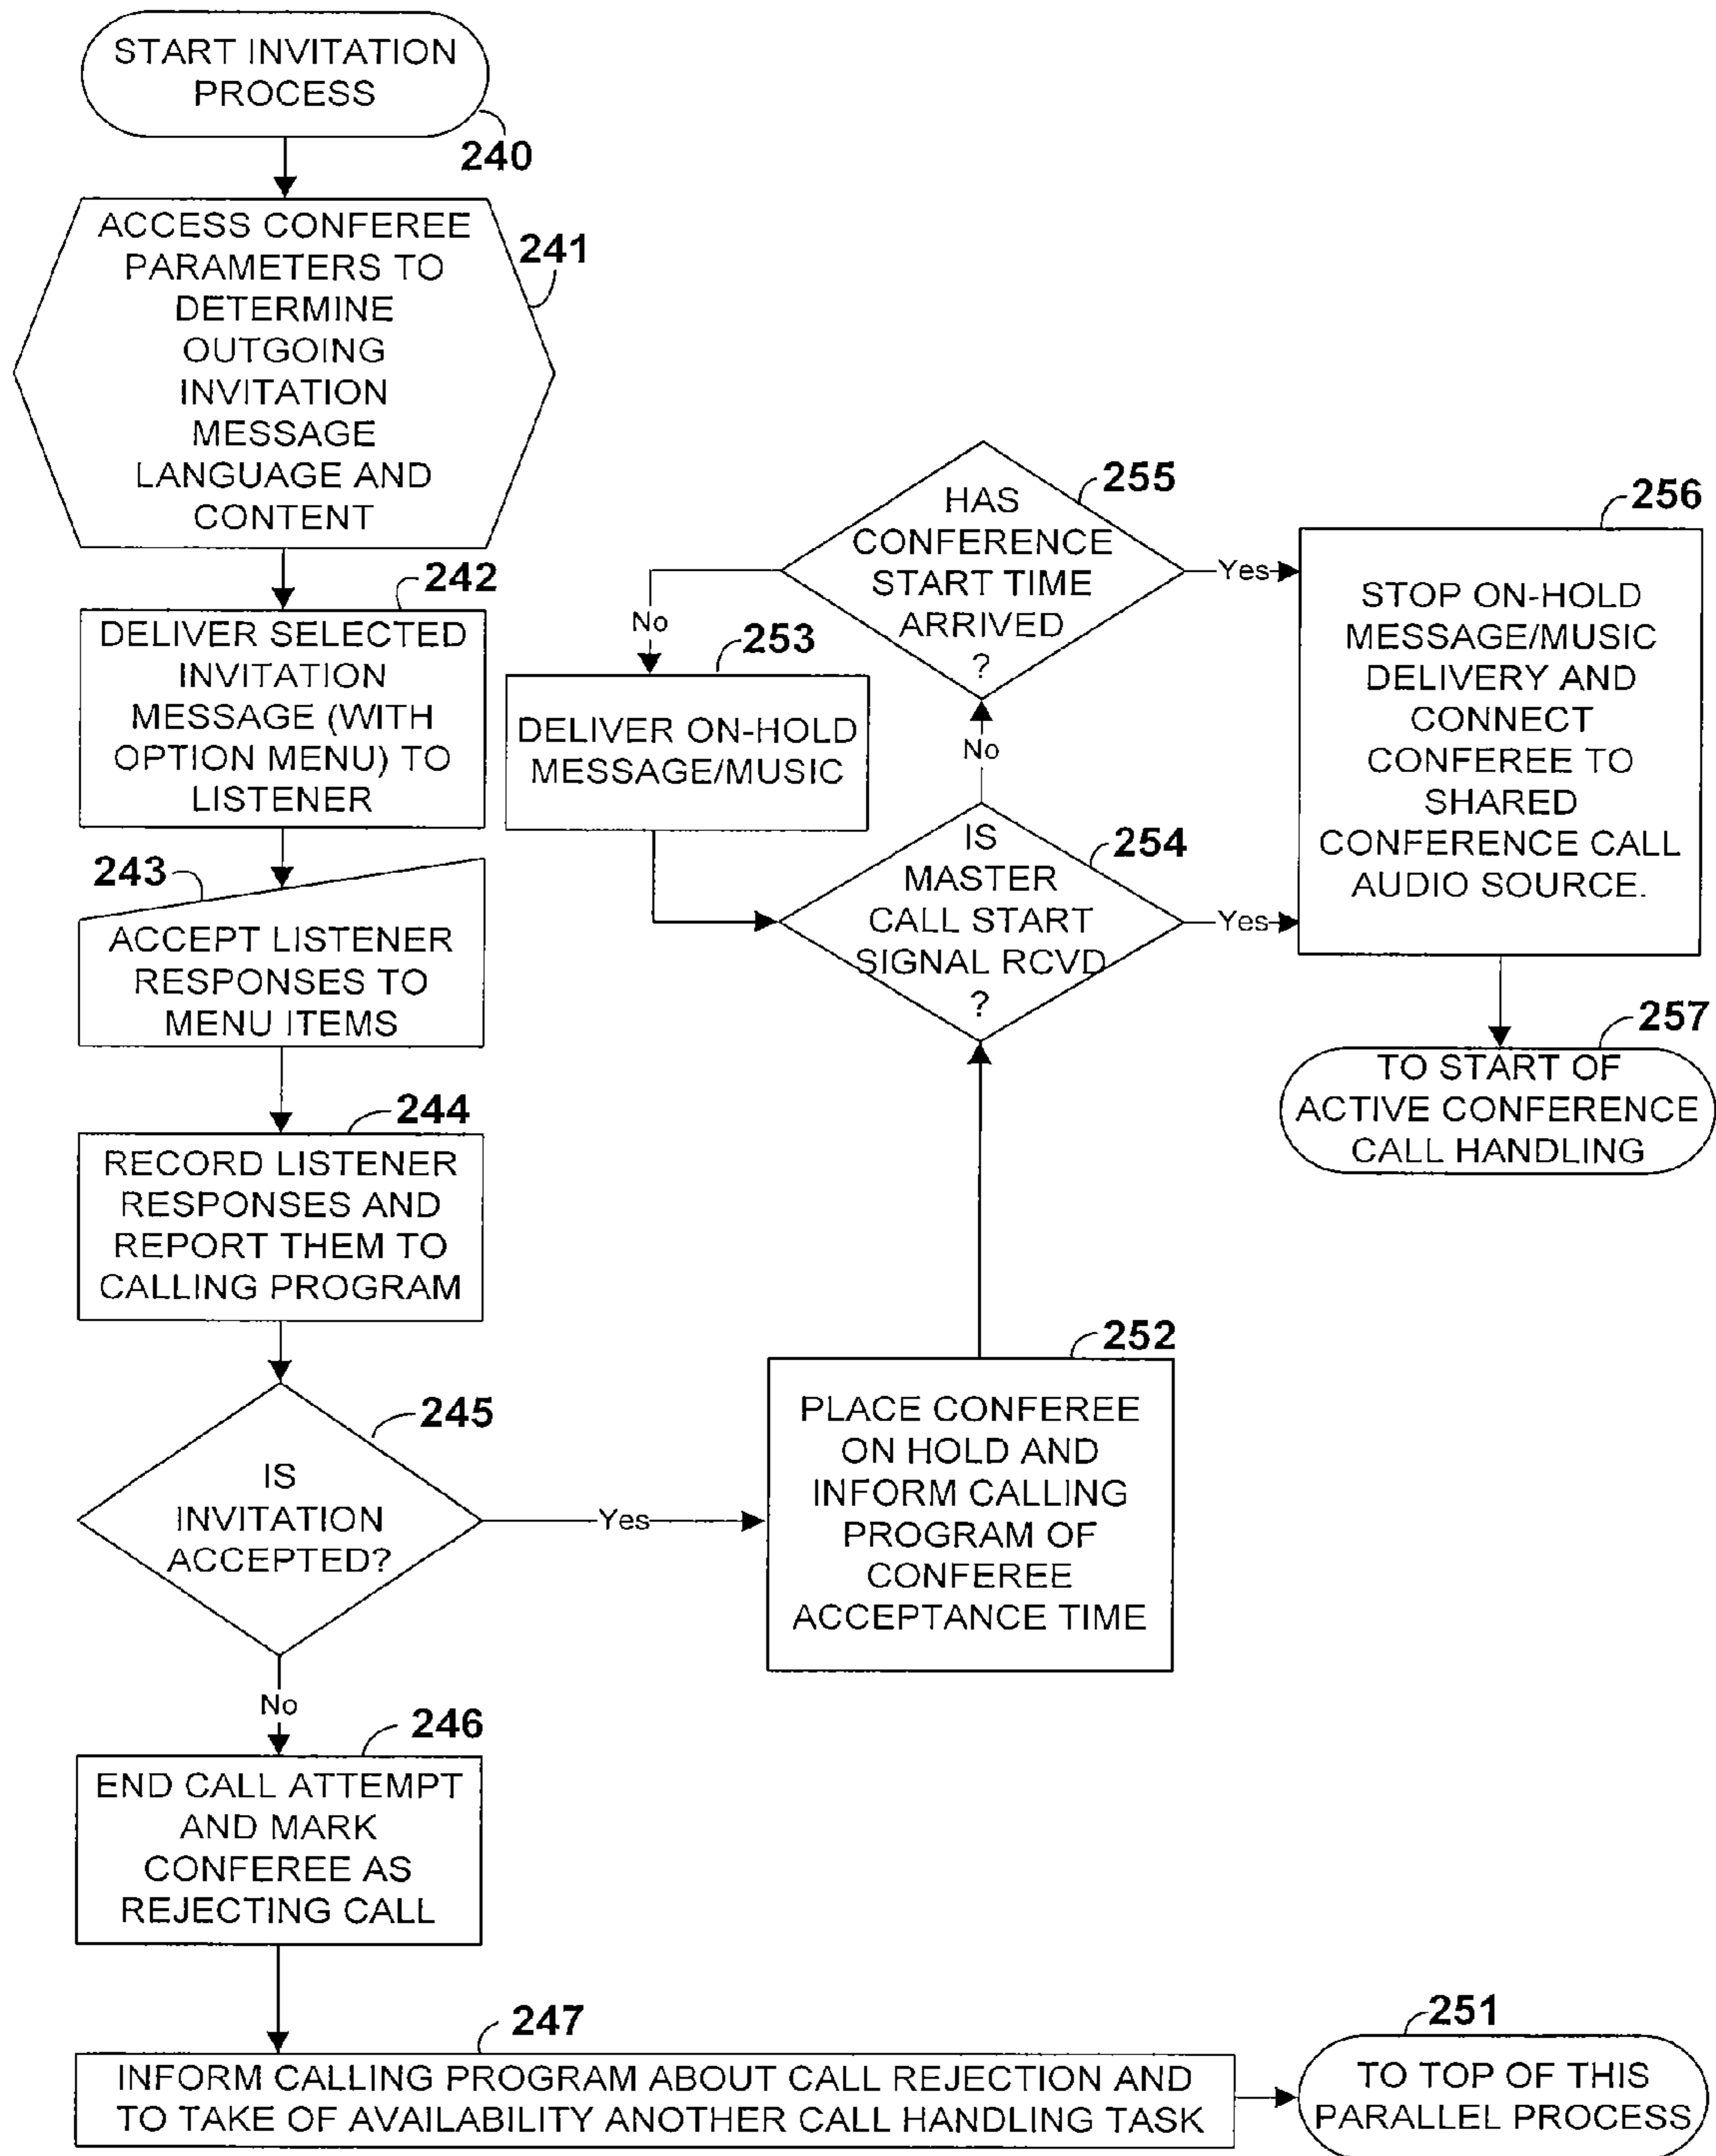 START INVITATION
PROCESS
240
ACCESS CONFEREE
PARAMETERS TO
DETERMINE
OUTGOING
INVITATION
MESSAGE
LANGUAGE AND
CONTENT
241
242
DELIVER SELECTED
INVITATION
MESSAGE (WITH
OPTION MENU) TO
LISTENER
243
ACCEPT LISTENER
RESPONSES TO
MENU ITEMS
244
RECORD LISTENER
RESPONSES AND
REPORT THEM TO
CALLING PROGRAM
245
IS
INVITATION
ACCEPTED?
Yes
No
246
END CALL ATTEMPT
AND MARK
CONFEREE AS
REJECTING CALL
247
INFORM CALLING PROGRAM ABOUT CALL REJECTION AND
TO TAKE OF AVAILABILITY ANOTHER CALL HANDLING TASK
251
TO TOP OF THIS
PARALLEL PROCESS
252
PLACE CONFEREE
ON HOLD AND
INFORM CALLING
PROGRAM OF
CONFEREE
ACCEPTANCE TIME
253
DELIVER ON-HOLD
MESSAGE/MUSIC
254
IS
MASTER
CALL START
SIGNAL RCVD
?
Yes
No
255
HAS
CONFERENCE
START TIME
ARRIVED
?
Yes
No
256
STOP ON-HOLD
MESSAGE/MUSIC
DELIVERY AND
CONNECT
CONFEREE TO
SHARED
CONFERENCE CALL
AUDIO SOURCE.
257
TO START OF
ACTIVE CONFERENCE
CALL HANDLING